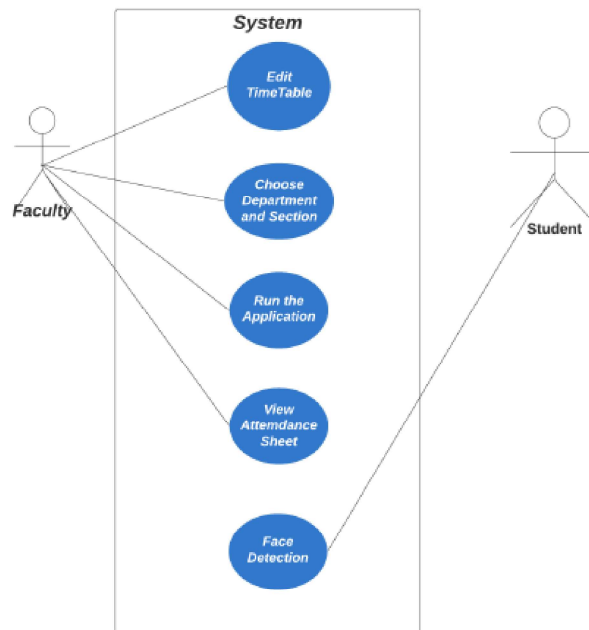 System
Edit
TimeTable
Faculty
Choose
Department
and Section
Student
Run the
Application
View
Attemdance
Sheet
Face
Detection